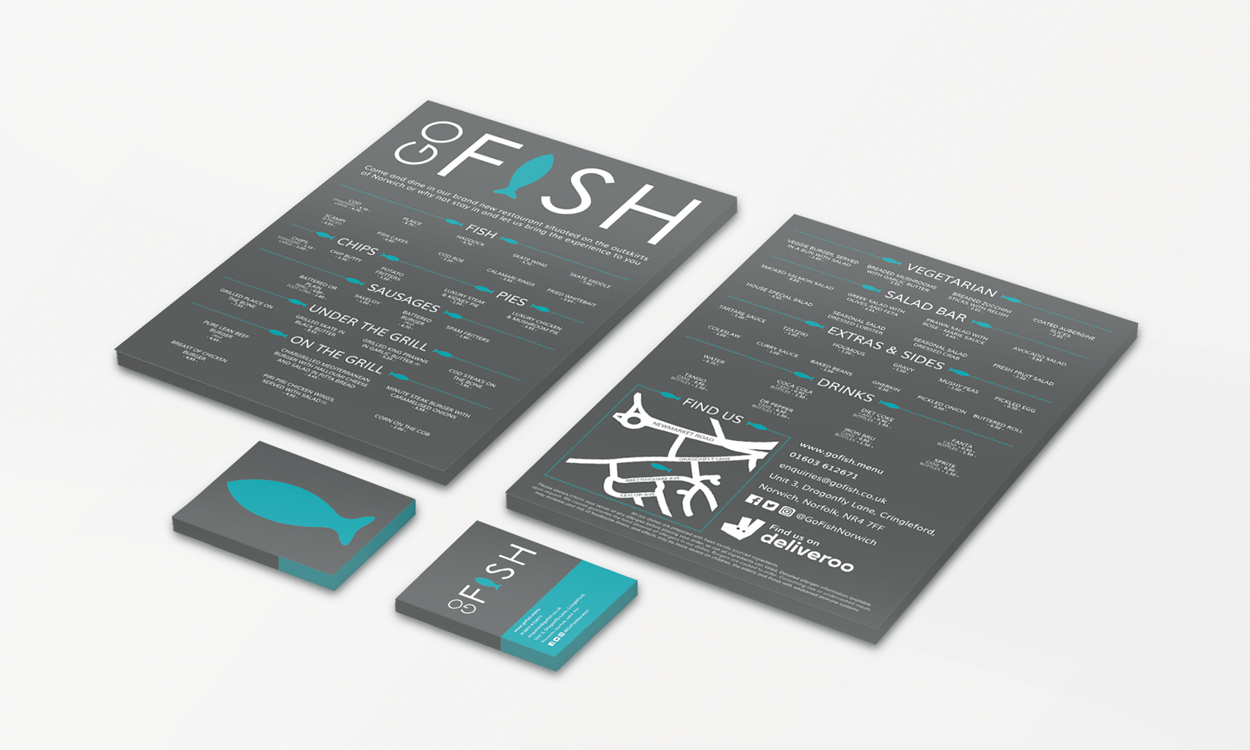 GO
FISH
Come and dine in our brand new restaurant situated on the outskirts
of Norwich or why not stay in and let us bring the experience to you
FISH
COD
PLAICE
HADDOCK
SKATE WING
SKATE MIDDLE
SCAMPI
FISH CAKES
COD ROE
CALAMARI RINGS
FRIED WHITEBAIT
CHIPS
PIES
CHIPS
CHIP BUTTY
POTATO
FRITTERS
LUXURY STEAK
& KIDNEY PIE
LUXURY CHICKEN
& MUSHROOM PIE
SAUSAGES
BATTERED OR
SAVELOY
BATTERED
BURGER
SPAM FRITTERS
UNDER THE GRILL
GRILLED PLACE ON
THE BONE
GRILLED SKATE IN
BLACK BUTTER
GRILLED KING PRAWNS
IN GARLIC BUTTER
COD STEAKS ON
THE BONE
ON THE GRILL
PURE LEAN BEEF
BURGER
CHARGRILLED MEDITERRANEAN
BURGER WITH HALLOUMI CHEESE
AND SALAD IN PITTA BREAD
MINUTE STEAK BURGER WITH
CARAMELISED ONIONS
BREAST OF CHICKEN
BURGER
PIRI PIRI CHICKEN WINGS,
SERVED WITH SALAD
CORN ON THE COB
VEGETARIAN
VEGGIE BURGER, SERVED
IN A BUN WITH SALAD
BREADED MUSHROOMS
WITH GARLIC BUTTER
BREADED ZUCCHINI
STICKS WITH RELISH
COATED AUBERGINE
SLICES
SALAD BAR
SMOKED SALMON SALAD
GREEK SALAD WITH
OLIVES AND FETA
PRAWN SALAD WITH
ROSE MARIE SAUCE
AVOCADO SALAD
HOUSE SPECIAL SALAD
SEASONAL SALAD
DRESSED LOBSTER
SEASONAL SALAD
DRESSED CRAB
FRESH FRUIT SALAD
EXTRAS & SIDES
TARTARE SAUCE
TZATZIKI
HOUMOUS
GRAVY
MUSHY PEAS
PICKLED EGG
COLESLAW
CURRY SAUCE
BAKED BEANS
GHERKIN
PICKLED ONION
BUTTERED ROLL
DRINKS
WATER
COCA COLA
DIET COKE
FANTA
TANGO
DR PEPPER
IRON BRU
SPRITE
FIND US
NEWMARKET ROAD
DRAGONFLY LANE
BRETTINGHAM AVE
TAYLOR AVE
www.gofish.menu
01603 612671
enquiries@gofish.co.uk
Unit 3, Dragonfly Lane, Cringleford,
Norwich, Norfolk, NR4 7FF
@GoFishNorwich
Find us on
deliveroo
GO
FISH